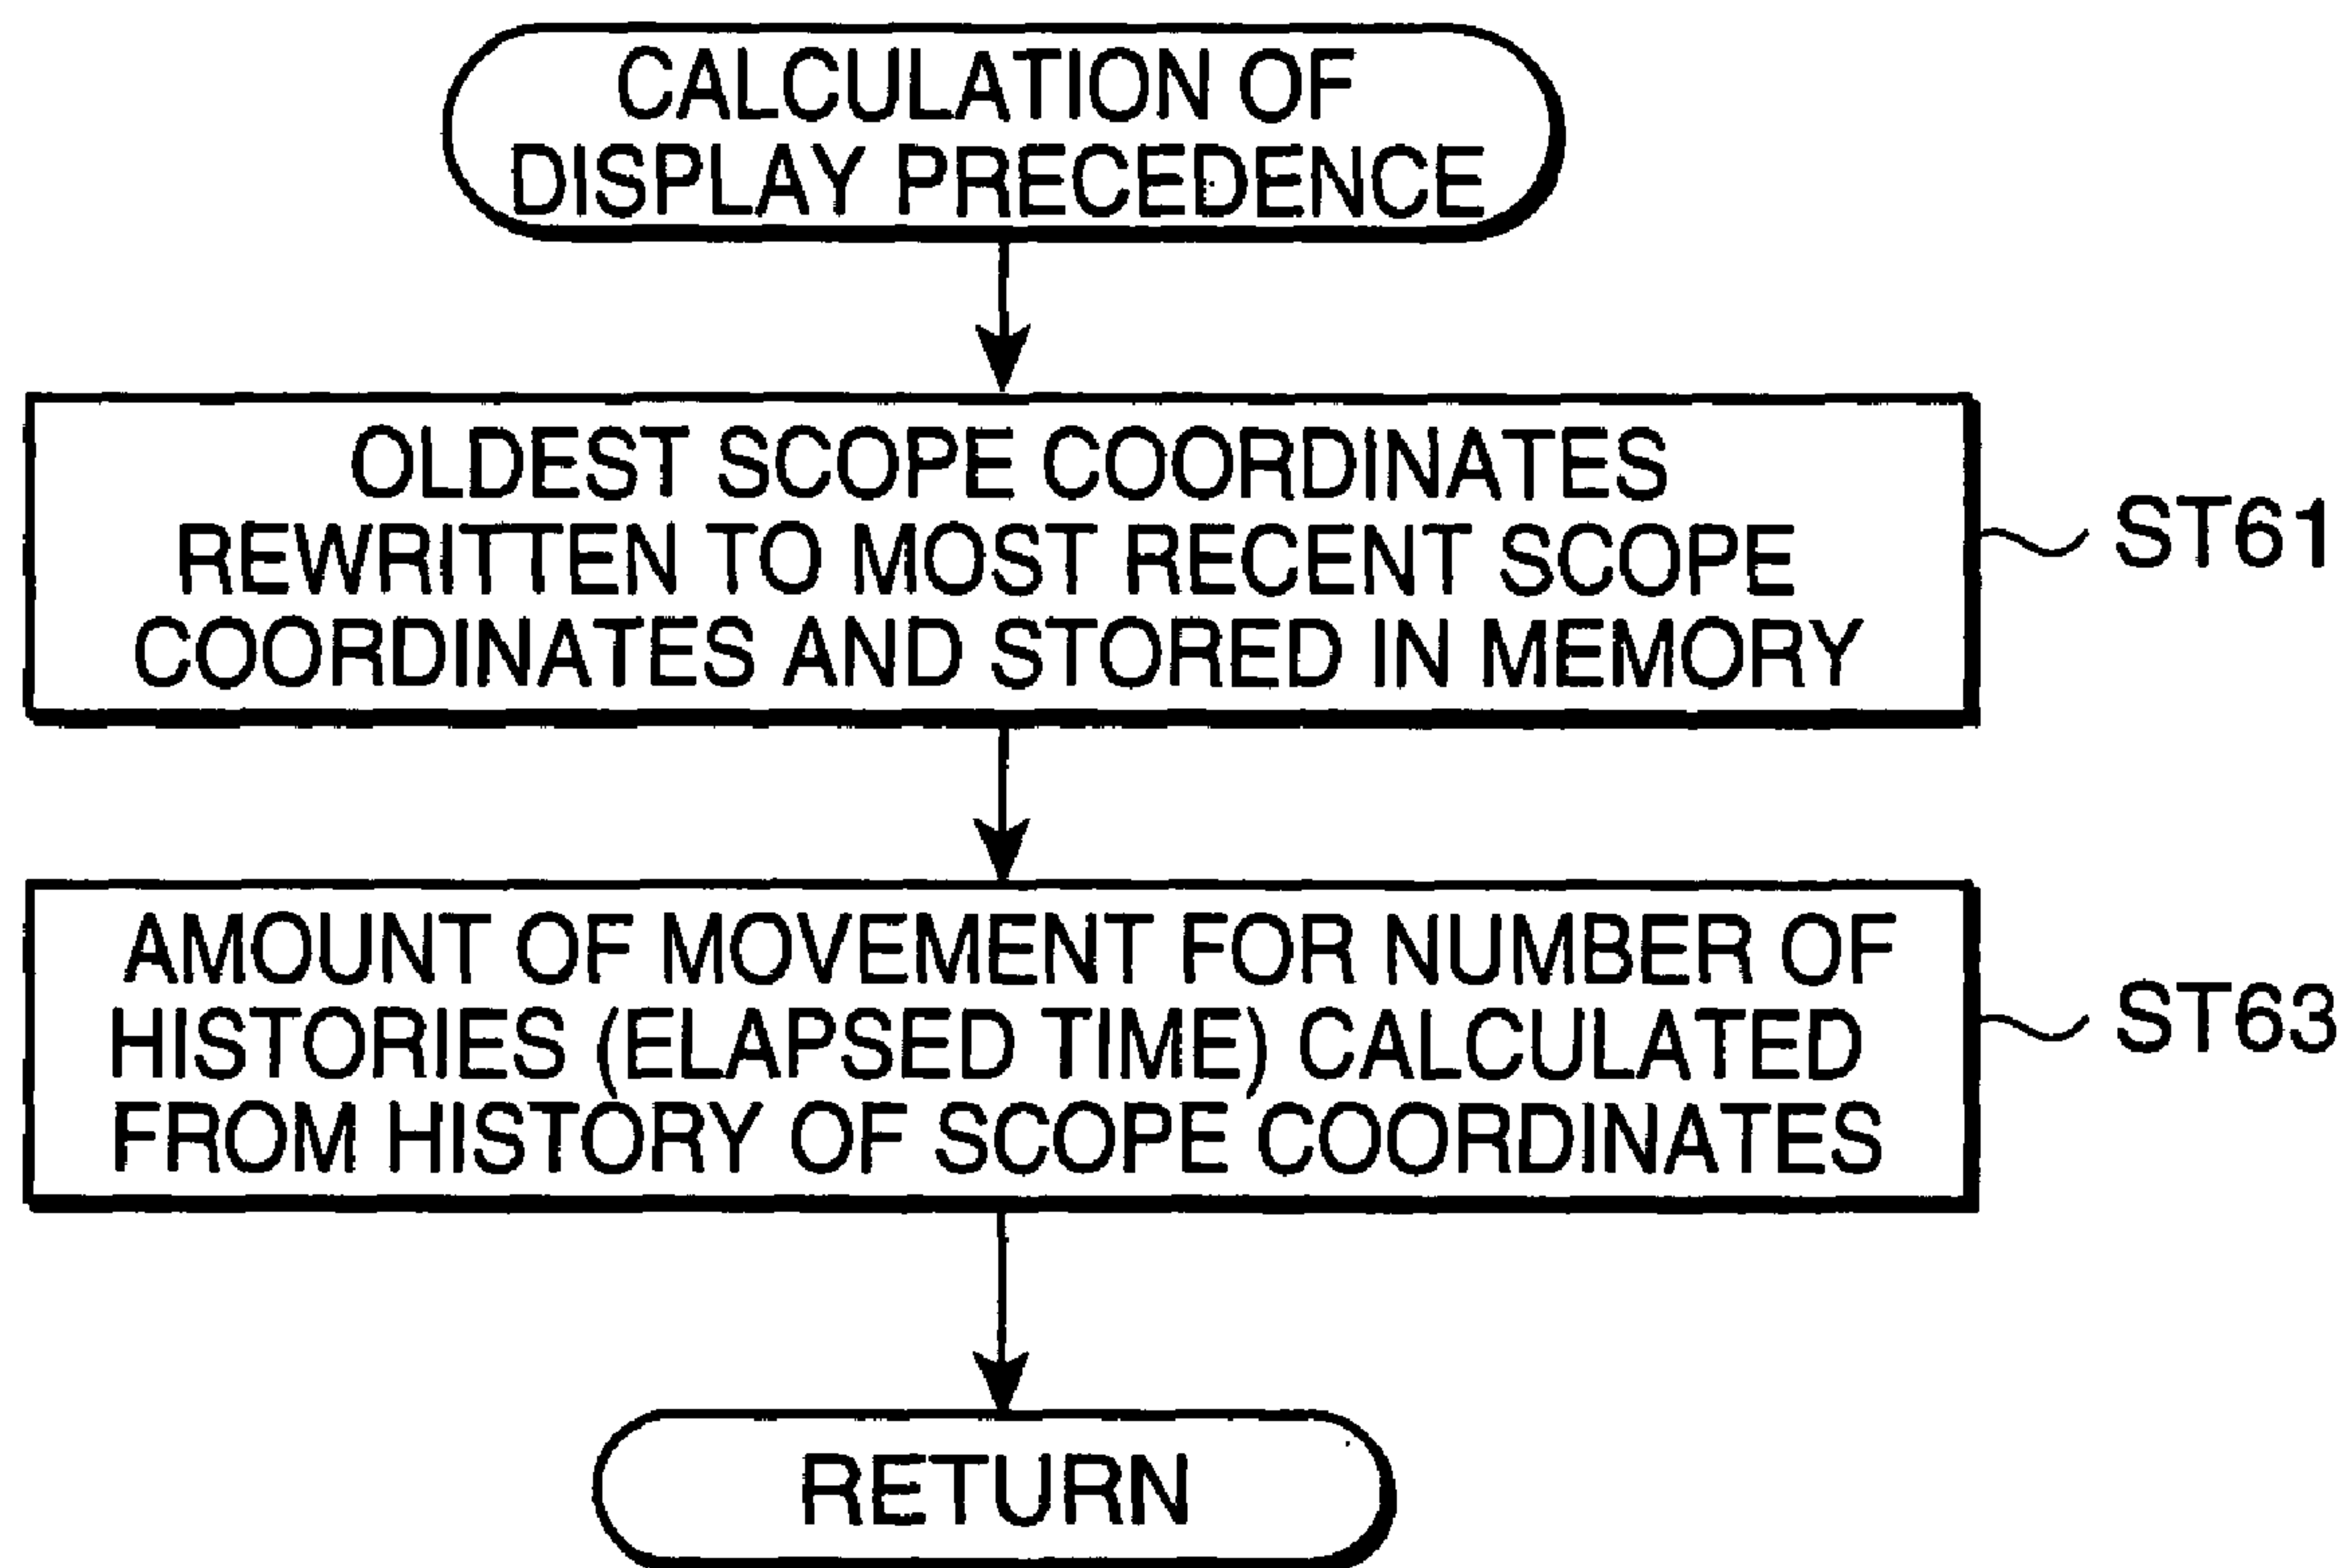 CALCULATION OF
DISPLAY PRECEDENCE
OLDEST SCOPE COORDINATES
REWRITTEN TO MOST RECENT SCOPE
COORDINATES AND STORED IN MEMORY
ST61
AMOUNT OF MOVEMENT FOR NUMBER OF
HISTORIES (ELAPSED TIME) CALCULATED
FROM HISTORY OF SCOPE COORDINATES
ST63
RETURN